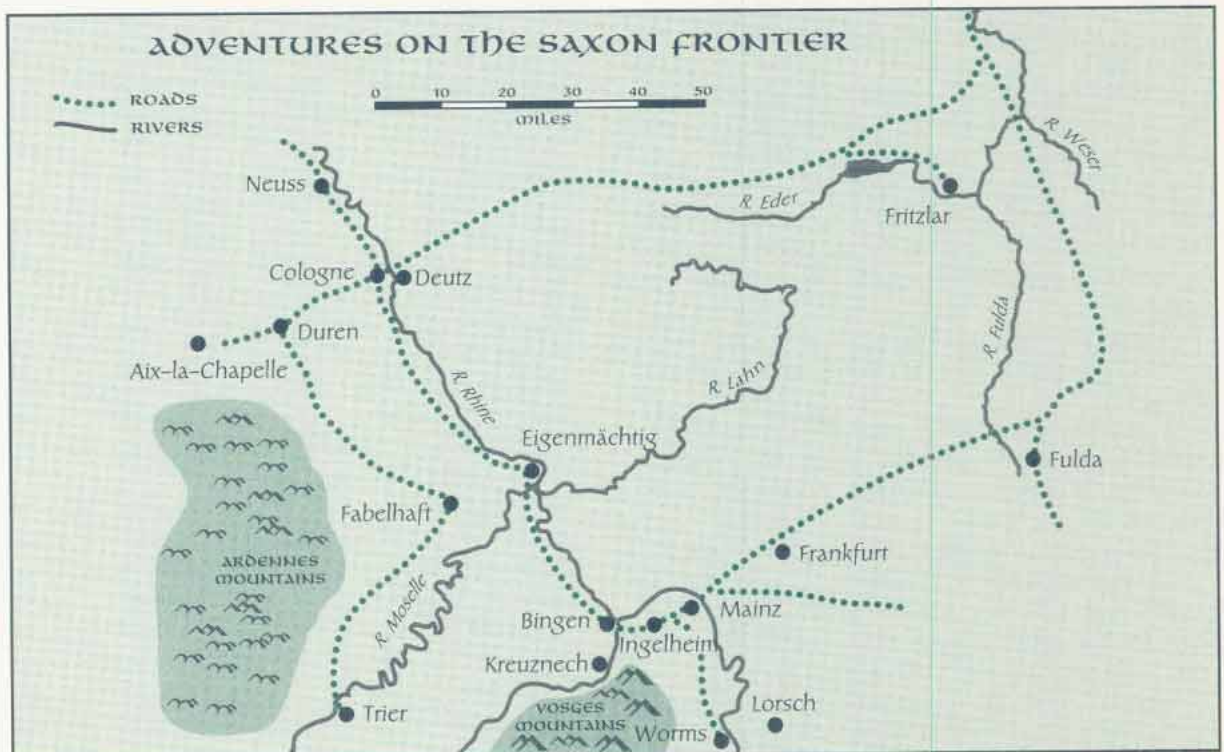 ADVENTURES ON THE SAXON FRONTIER
0 10 20 30 40 50
MILES
ROADS
RIVERS
R. Weser
Neuss
R. Eder
Fritzlar
Cologne
Deutz
Duren
R. Fulda
Aix-la-Chapelle
R. Rhine
R. Lahn
Eigenmächtig
Fulda
Fabelhaft
Frankfurt
ARDENNES
MOUNTAINS
R. Moselle
Bingen
Mainz
Ingelheim
Kreuznech
Trier
VOSGES
MOUNTAINS
Lorsch
Worms